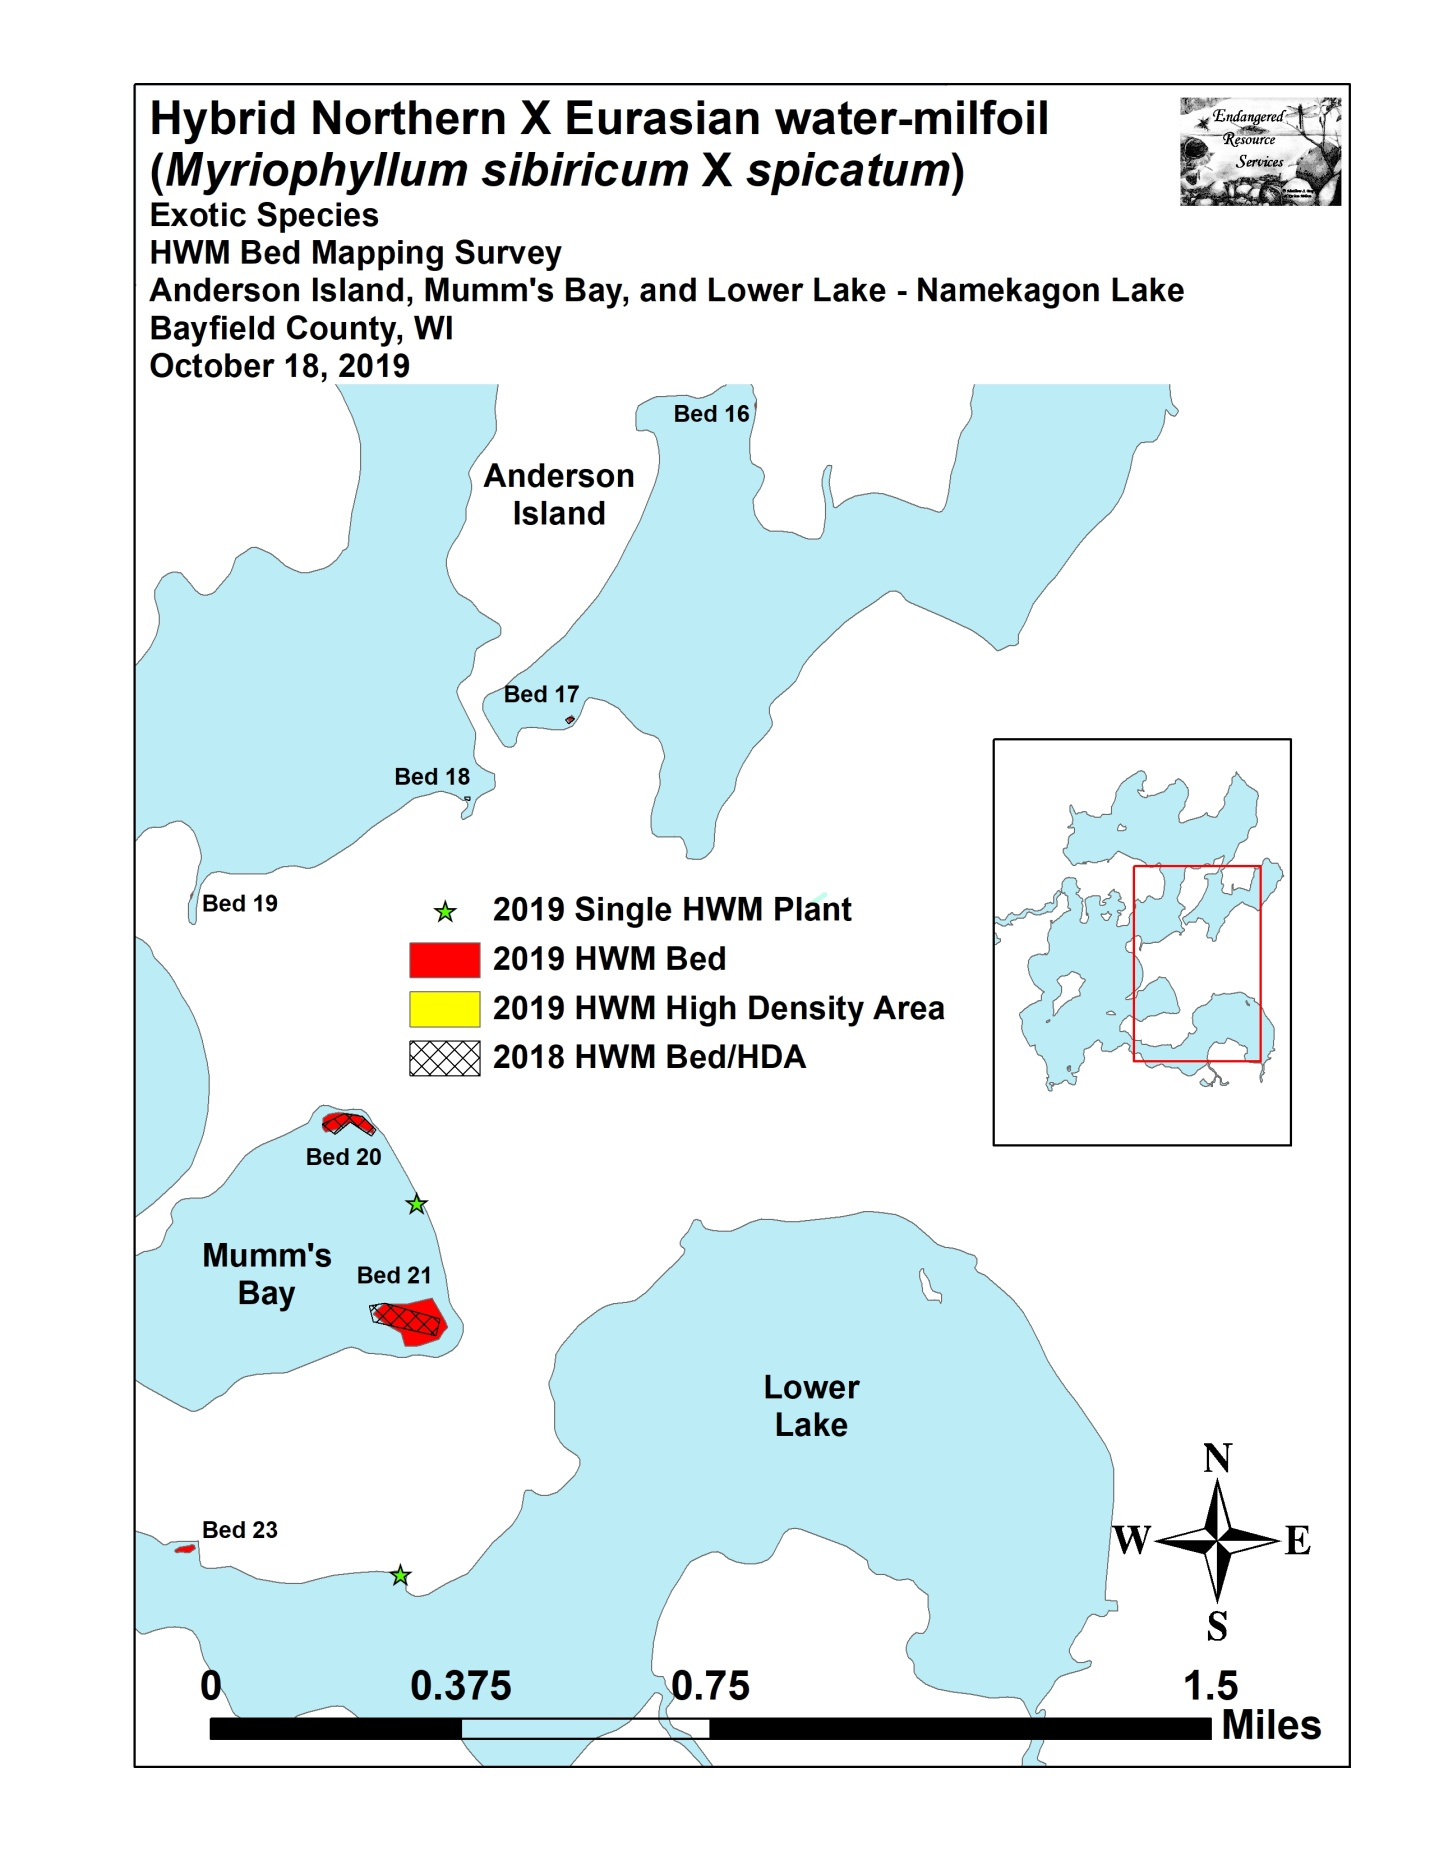 Hybrid Northern X Eurasian water-milfoil
(Myriophyllum sibiricum X spicatum)
Exotic Species
HWM Bed Mapping Survey
Anderson Island, Mumm's Bay, and Lower Lake - Namekagon Lake
Bayfield County, WI
October 18, 2019
Endangered
Resource
Services
Bed 16
Anderson
Island
Bed 17
Bed 18
Bed 19
2019 Single HWM Plant
2019 HWM Bed
2019 HWM High Density Area
2018 HWM Bed/HDA
Bed 20
Mumm's
Bay
Bed 21
Lower
Lake
Bed 23
N
W E
S
0 0.375 0.75 1.5
Miles